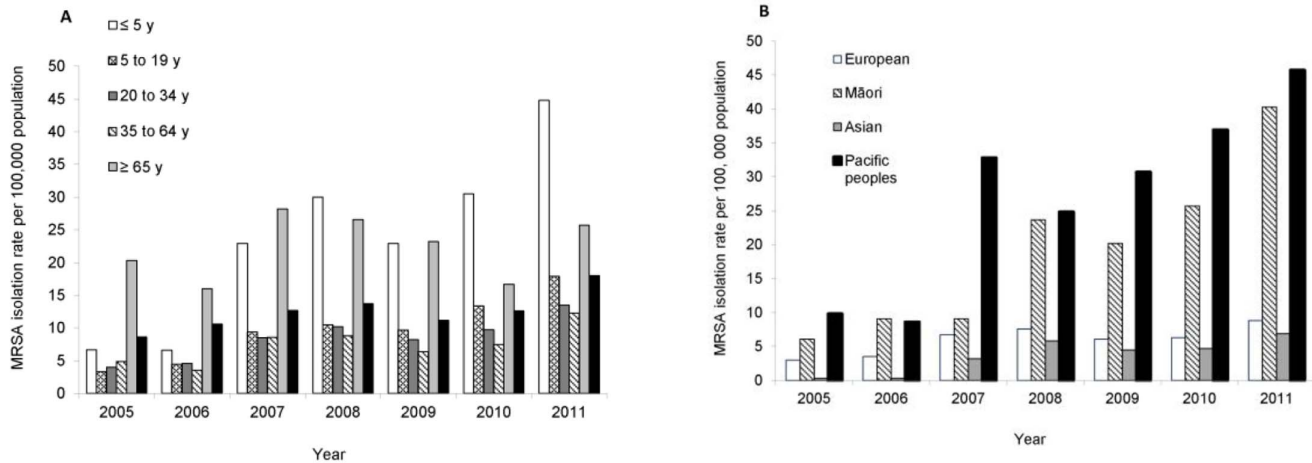 A
≤ 5 y
5 to 19 y
20 to 34 y
35 to 64 y
≥ 65 y
MRSA isolation rate per 100,000 population
50
45
40
35
30
25
20
15
10
5
0
2005 2006 2007 2008 2009 2010 2011
Year
B
European
Māori
Asian
Pacific
peoples
MRSA isolation rate per 100, 000 population
50
45
40
35
30
25
20
15
10
5
0
2005 2006 2007 2008 2009 2010 2011
Year